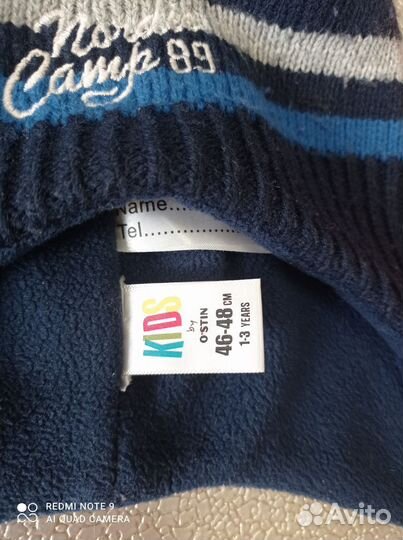 Camp 89
Name........
Tel...............
KIDS
by
O'STIN
46-48 CM
1-3 YEARS
REDMI NOTE 9
AI QUAD CAMERA
Avito